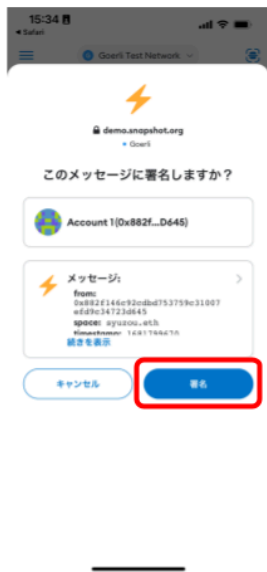 15:34
◀ Safari
Goerli Test Network
demo.snapshot.org
• Goerli
このメッセージに署名しますか？
Account 1(0x882f...D645)
メッセージ:
from:
0x882f146c92cdbd753759c31007
efd9c34723d645
space: ayuzou.eth
timestamp: 1681799670
続きを表示
キャンセル
署名